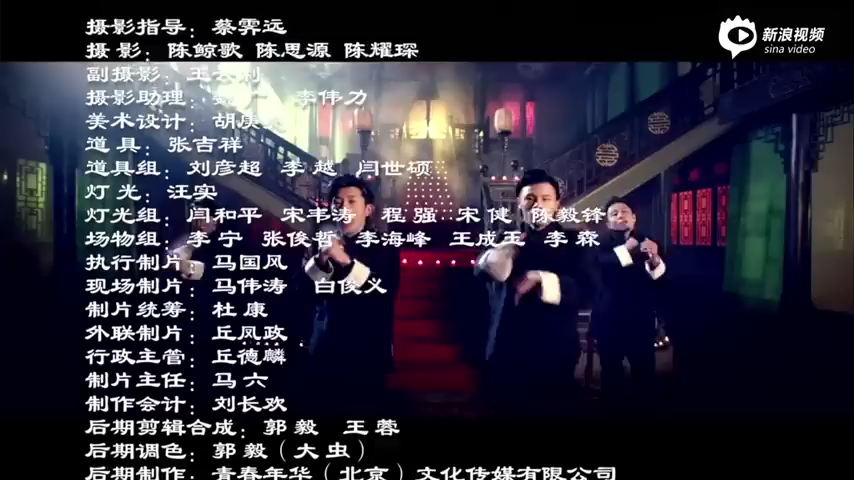 摄影指导：蔡霁远
新浪视频
sina video
摄 影：陈鲸歌 陈思源 陈耀琛
副摄影：王
摄影助理： 李伟力
美术设计：胡庚
道 具：张吉祥
道具组：刘彦超 李 越 闫世硕
灯 光：汪实
灯光组：闫和平 宋韦涛 程 强 宋 健 陈毅锋
场物组：李 宁 张俊哲 李海峰 王成玉 李 森
执行制片：马国风
现场制片：马伟涛 白俊义
制片统筹：杜 康
外联制片：丘凤政
行政主管：丘德麟
制片主任：马 六
制作会计：刘长欢
后期剪辑合成：郭 毅 王 蓉
后期调色：郭 毅（大 虫）
后期制作：青春年华（北京）文化传媒有限公司